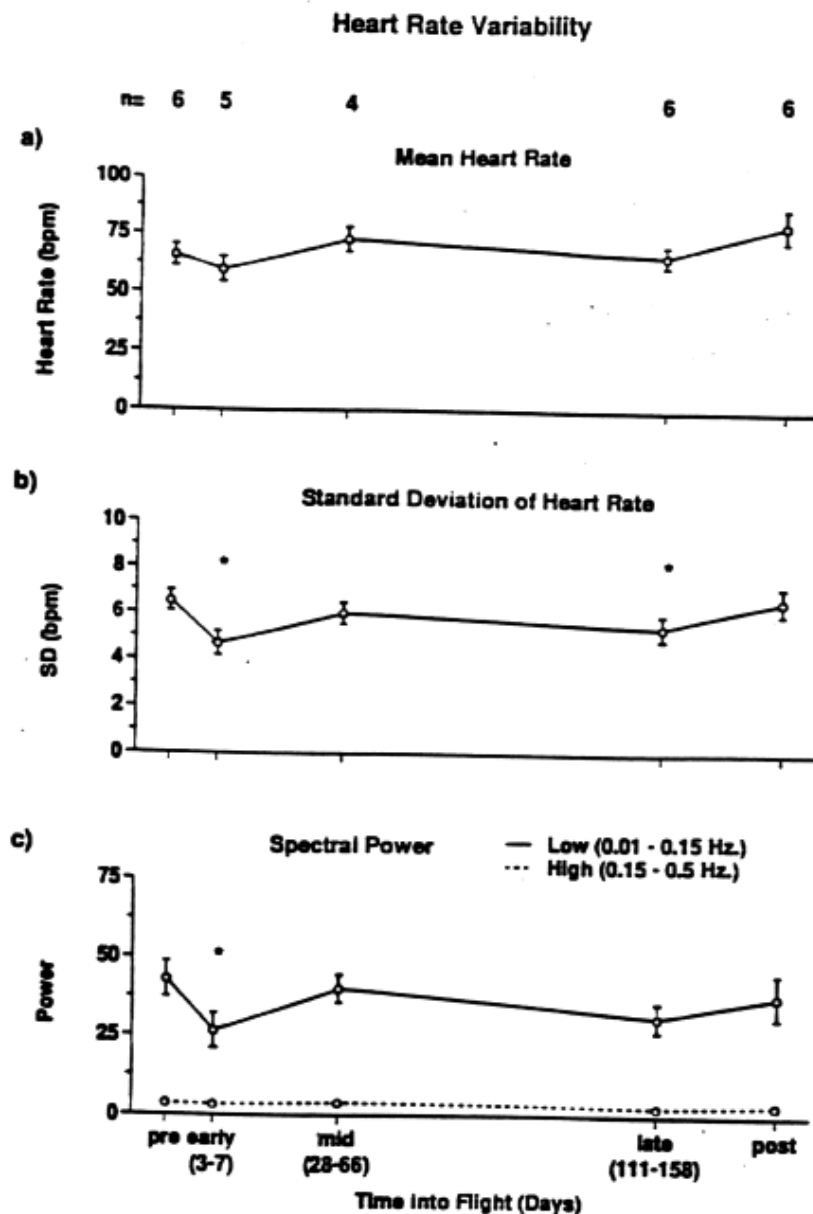 Heart Rate Variability
n= 6 5 4 6 6
a)
Mean Heart Rate
100
75
50
25
0
Heart Rate (bpm)
b)
Standard Deviation of Heart Rate
10
8
6
4
2
0
SD (bpm)
* *
c)
Spectral Power
Low (0.01 - 0.15 Hz.)
High (0.15 - 0.5 Hz.)
75
50
25
0
Power
*
pre early mid late post
(3-7) (28-66) (111-158)
Time into Flight (Days)